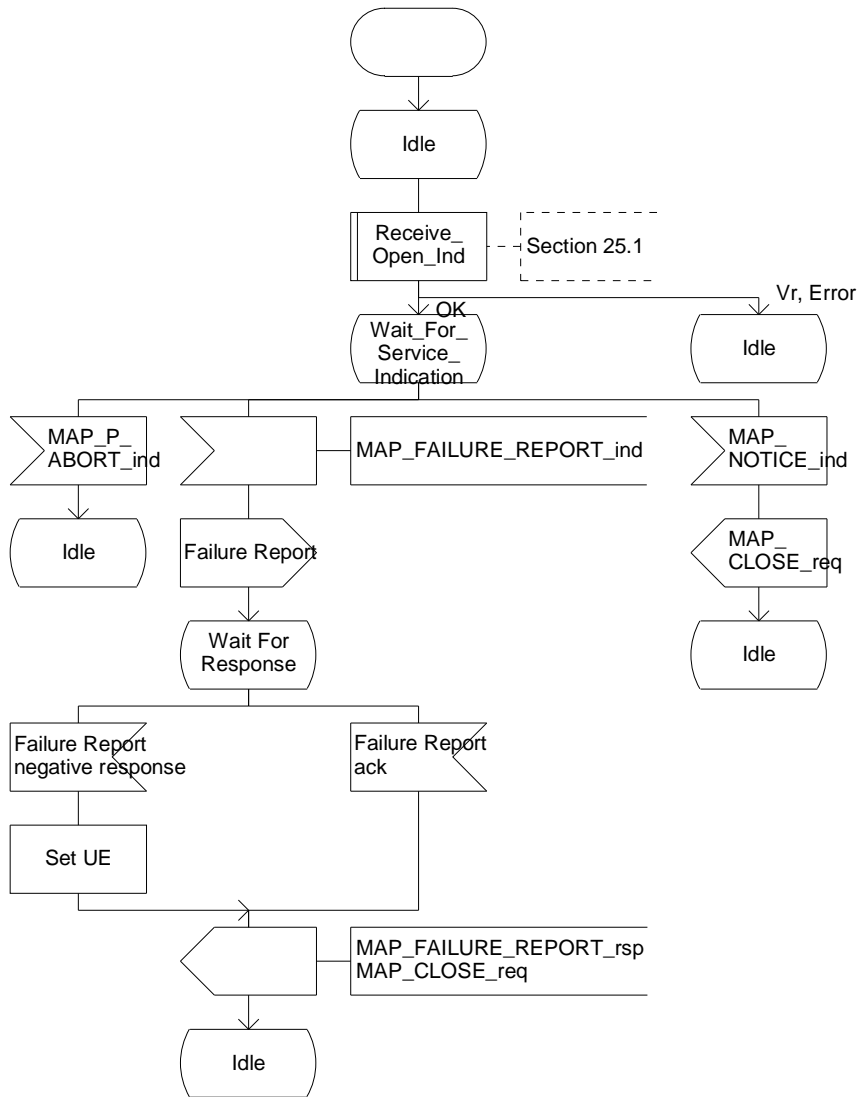 Idle
Receive_
Open_Ind
Section 25.1
Vr, Error
OK
Wait_For_
Service_
Indication
Idle
MAP_P_
ABORT_ind
MAP_FAILURE_REPORT_ind
MAP_
NOTICE_ind
Idle
Failure Report
MAP_
CLOSE_req
Wait For
Response
Idle
Failure Report
negative response
Failure Report
ack
Set UE
MAP_FAILURE_REPORT_rsp
MAP_CLOSE_req
Idle